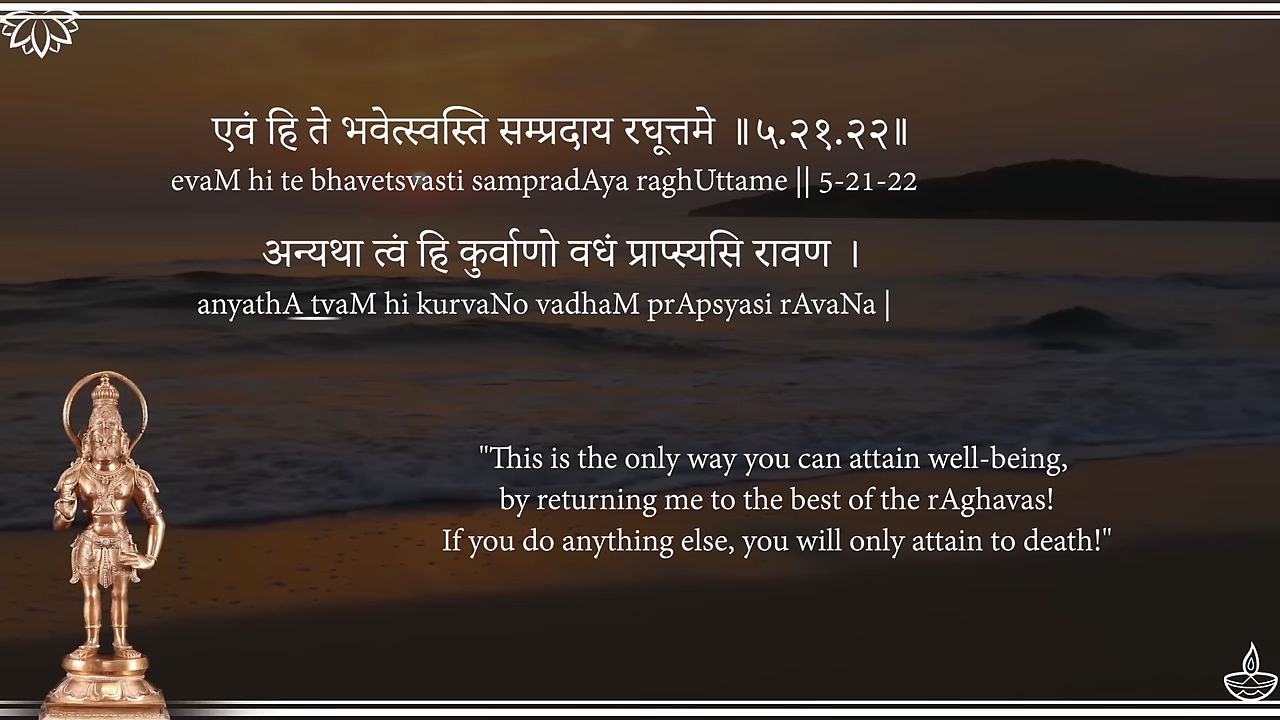 एवं हि ते भवेत्स्वस्ति सम्प्रदाय रघूत्तमे ॥५.२१.२२॥
evaM hi te bhavetsvasti sampradAya raghUttame || 5-21-22
अन्यथा त्वं हि कुर्वाणो वधं प्राप्स्यसि रावण ।
anyathA tvaM hi kurvaNo vadhaM prApsyasi rAvaNa |
"This is the only way you can attain well-being,
by returning me to the best of the rAghavas!
If you do anything else, you will only attain to death!"